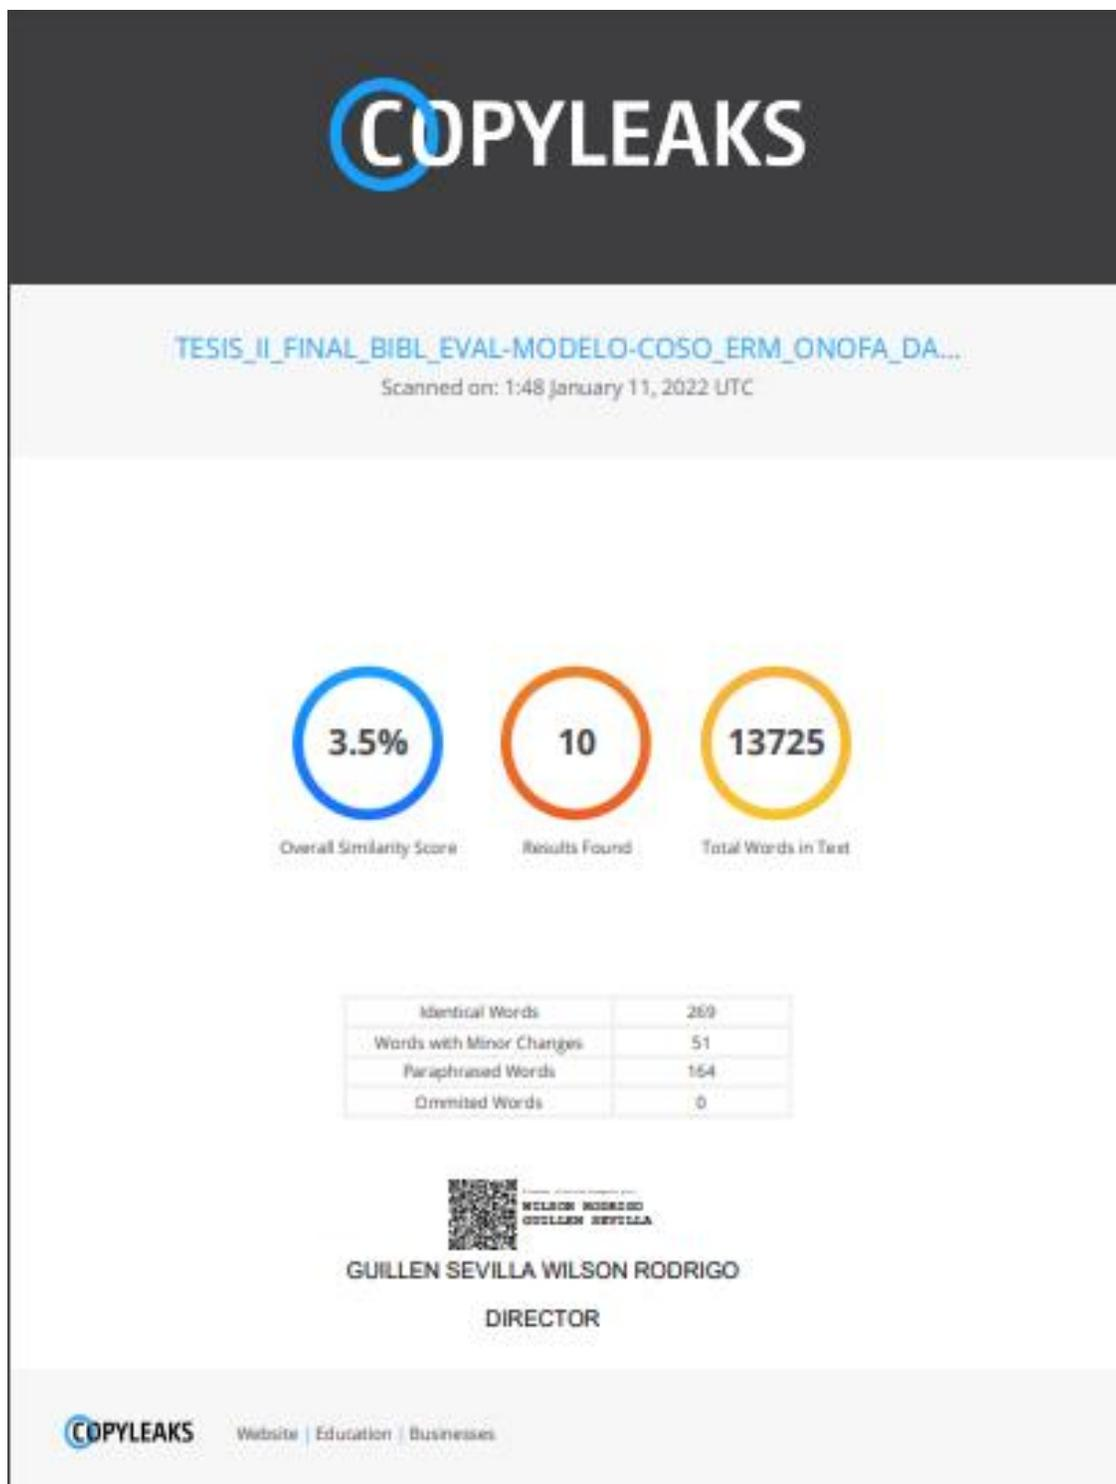 COPYLEAKS
TESIS_II_FINAL_BIBL_EVAL-MODELO-COSO_ERM_ONOFA_DA...
Scanned on: 1:48 January 11, 2022 UTC
3.5% 10 13725
Overall Similarity Score Results Found Total Words in Text
Identical Words 269
Words with Minor Changes 51
Paraphrased Words 164
Ommited Words 0
WILSON RODRIGO
GUILLEN SEVILLA
GUILLEN SEVILLA WILSON RODRIGO
DIRECTOR
COPYLEAKS Website | Education | Businesses